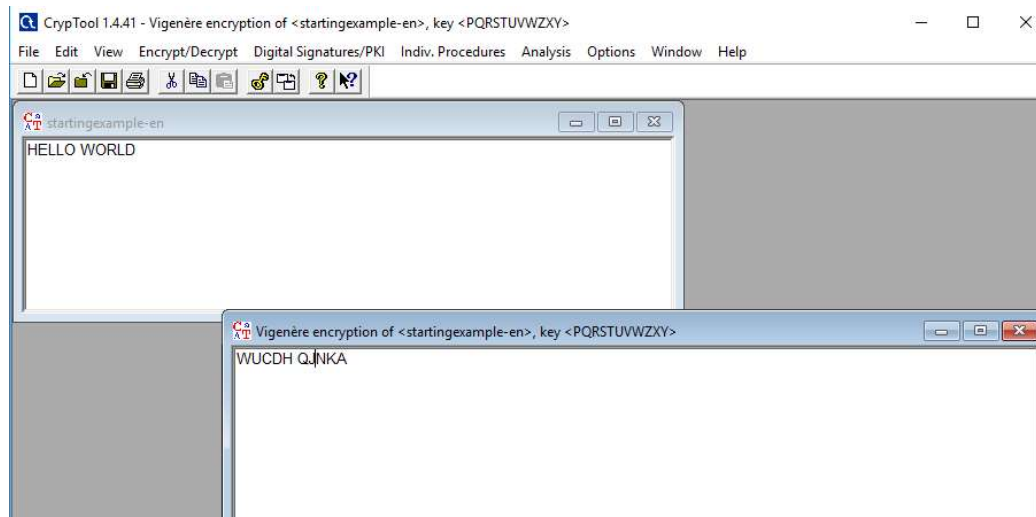 CrypTool 1.4.41 - Vigenère encryption of <startingexample-en>, key <PQRSTUVWZXY>
File Edit View Encrypt/Decrypt Digital Signatures/PKI Indiv. Procedures Analysis Options Window Help
startingexample-en
HELLO WORLD
Vigenère encryption of <startingexample-en>, key <PQRSTUVWZXY>
WUCDH QJNKA